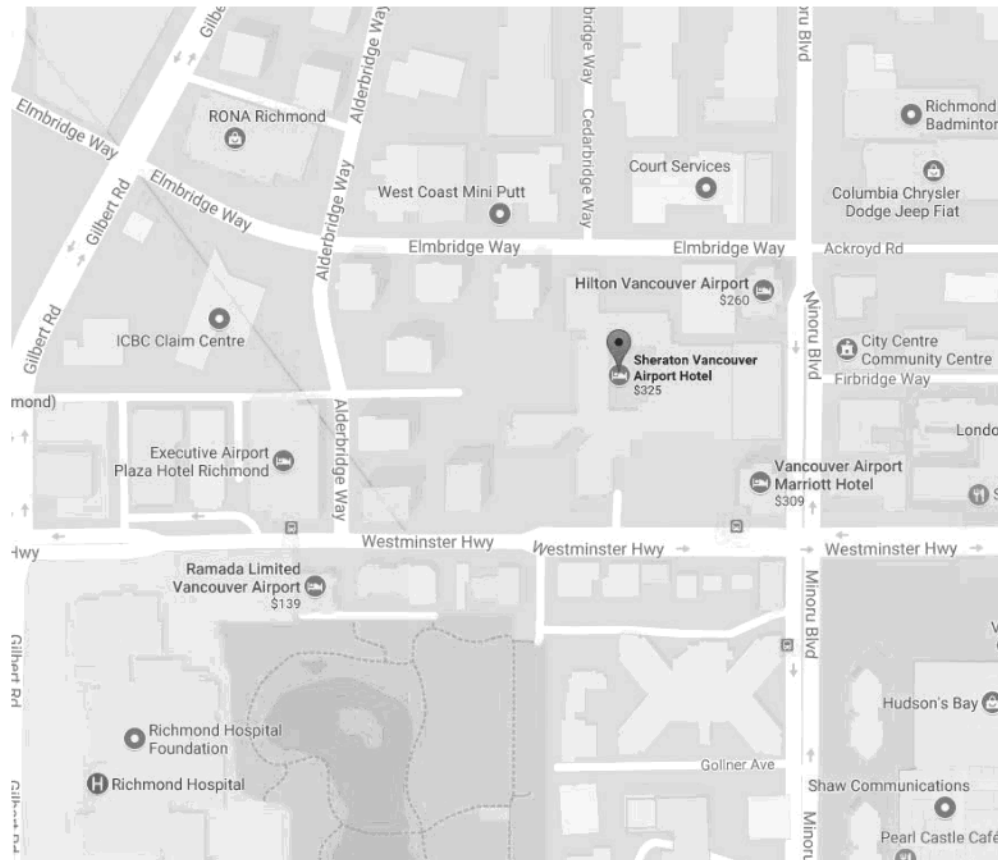 Gilbe
Alderbridge Way
bridge Way
ru Blvd
RONA Richmond
Elmbridge Way
Cedarbridge Way
Richmond
Badminton
Court Services
West Coast Mini Putt
Columbia Chrysler
Dodge Jeep Fiat
Elmbridge Way
Gilbert Rd
Alderbridge Way
Elmbridge Way
Elmbridge Way
Ackroyd Rd
Hilton Vancouver Airport
$260
Minoru Blvd
Gilbert Rd
ICBC Claim Centre
City Centre
Community Centre
Sheraton Vancouver
Airport Hotel
$325
Firbridge Way
mond)
Alderbridge Way
Londo
Executive Airport
Plaza Hotel Richmond
Vancouver Airport
Marriott Hotel
$309
S
Hwy
Westminster Hwy
Westminster Hwy
Westminster Hwy
Ramada Limited
Vancouver Airport
$139
Minoru Blvd
Gilbert Rd
V
Hudson's Bay
Richmond Hospital
Foundation
H Richmond Hospital
Gollner Ave
Shaw Communications
Gilbert Rd
Minoru
Pearl Castle Café